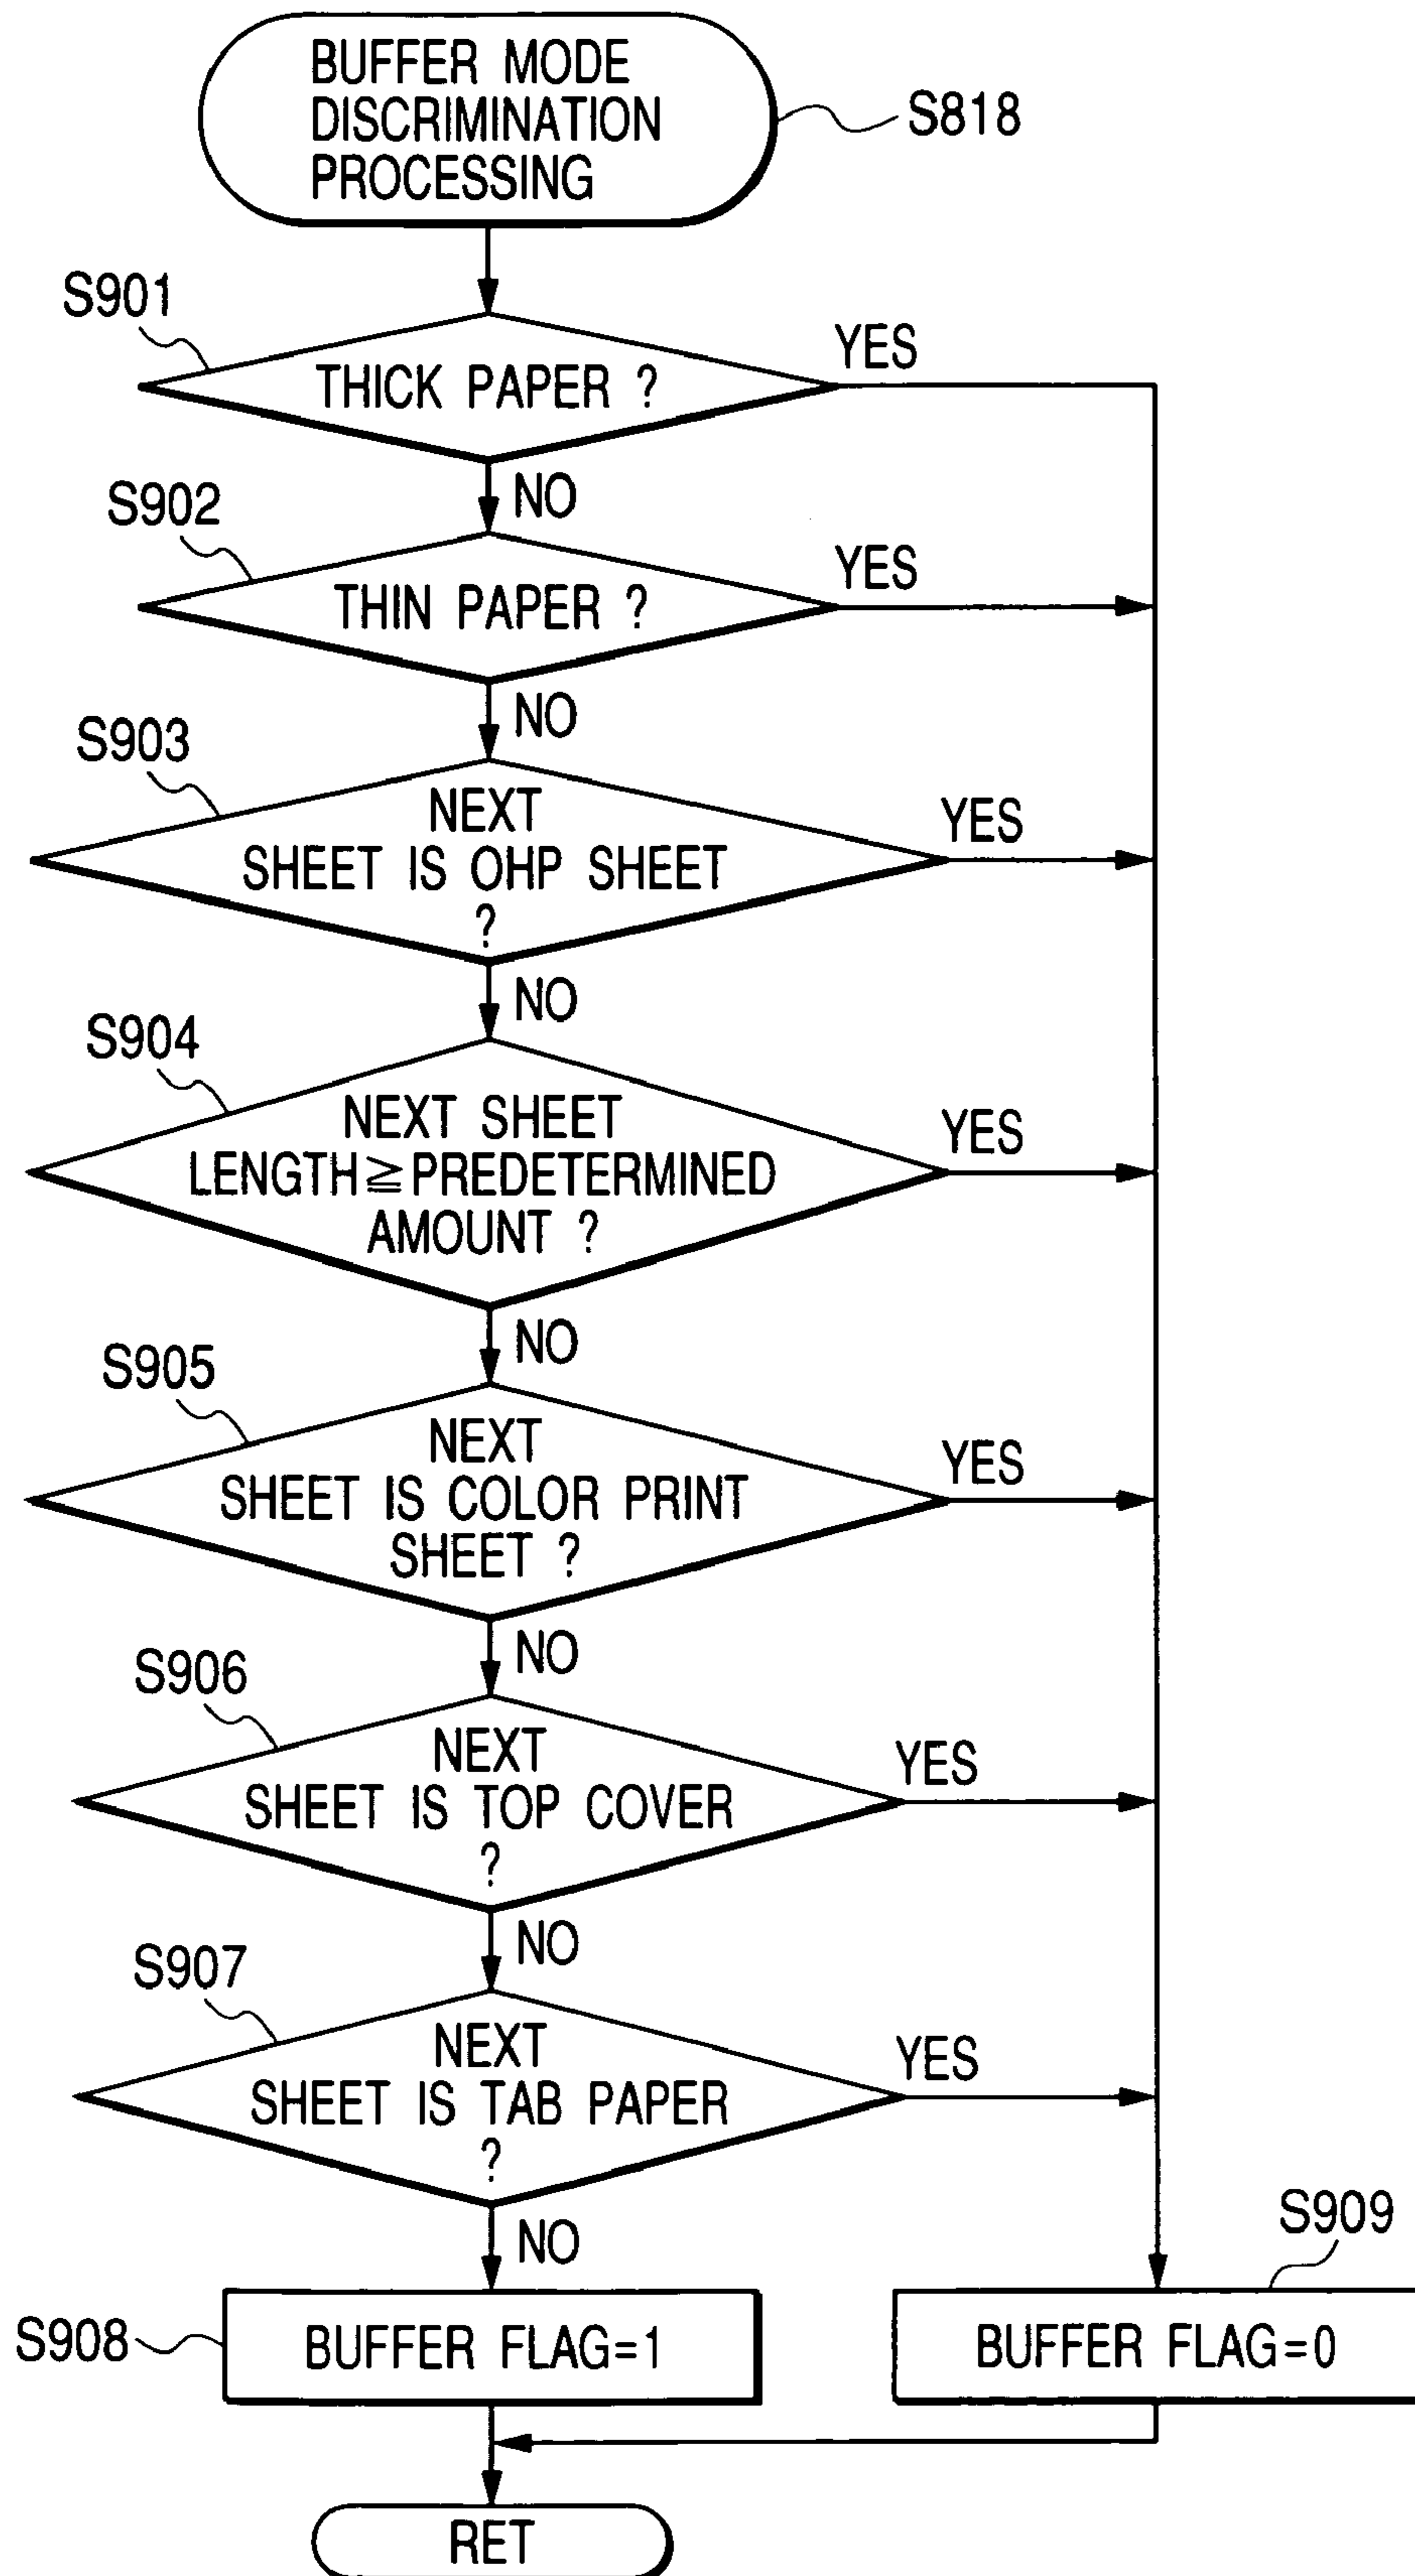 BUFFER MODE
DISCRIMINATION
PROCESSING
S818
S901
THICK PAPER ?
YES
NO
S902
THIN PAPER ?
YES
NO
S903
NEXT
SHEET IS OHP SHEET
?
YES
NO
S904
NEXT SHEET
LENGTH≧PREDETERMINED
AMOUNT ?
YES
NO
S905
NEXT
SHEET IS COLOR PRINT
SHEET ?
YES
NO
S906
NEXT
SHEET IS TOP COVER
?
YES
NO
S907
NEXT
SHEET IS TAB PAPER
?
YES
NO
S908
BUFFER FLAG=1
S909
BUFFER FLAG=0
RET